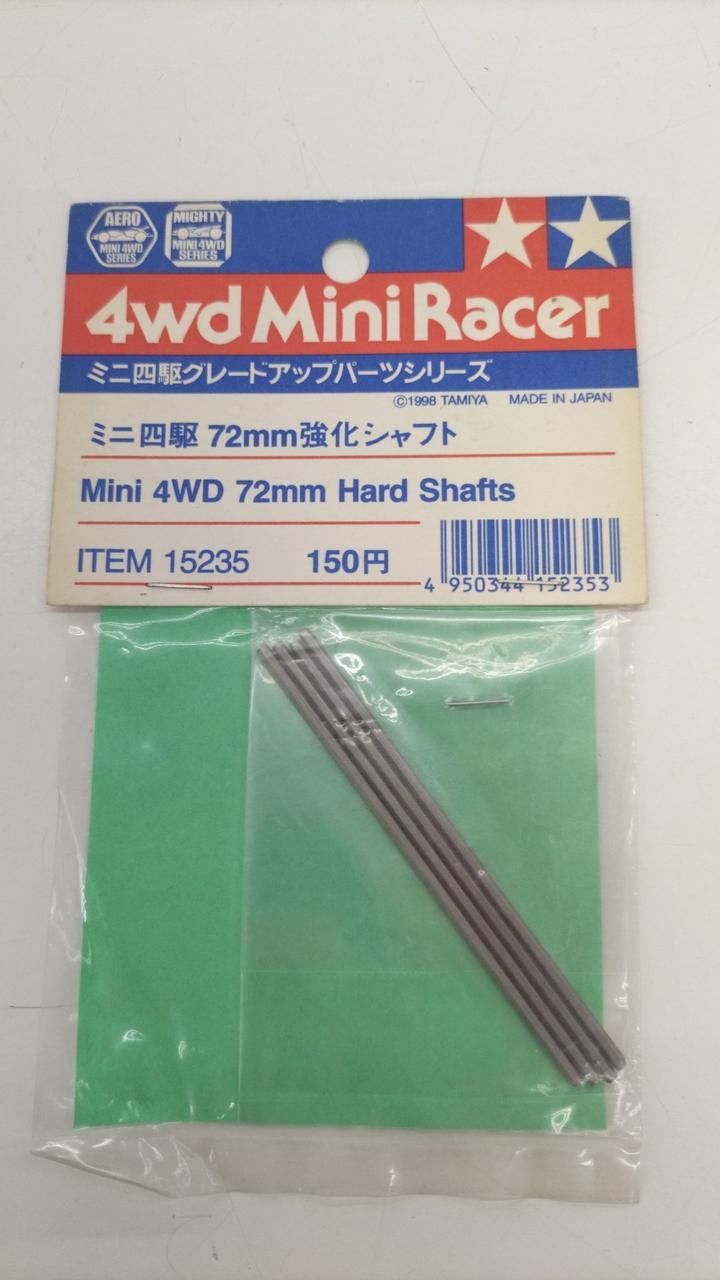 AERO
MINI 4WD
SERIES
MIGHTY
MINI 4WD
SERIES
4wd Mini Racer
ミニ四駆グレードアップパーツシリーズ
©1998 TAMIYA MADE IN JAPAN
ミニ四駆 72mm強化シャフト
Mini 4WD 72mm Hard Shafts
ITEM 15235 150円
4 950344 152353